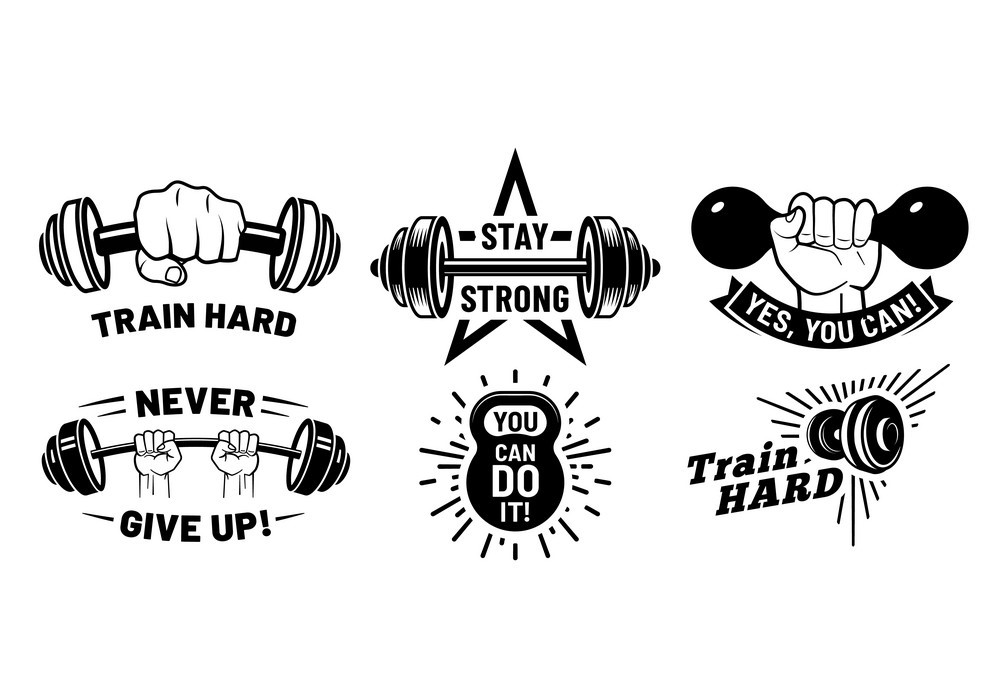 TRAIN HARD
STAY
STRONG
YES, YOU CAN!
NEVER
GIVE UP!
YOU
CAN
DO
IT!
Train
HARD